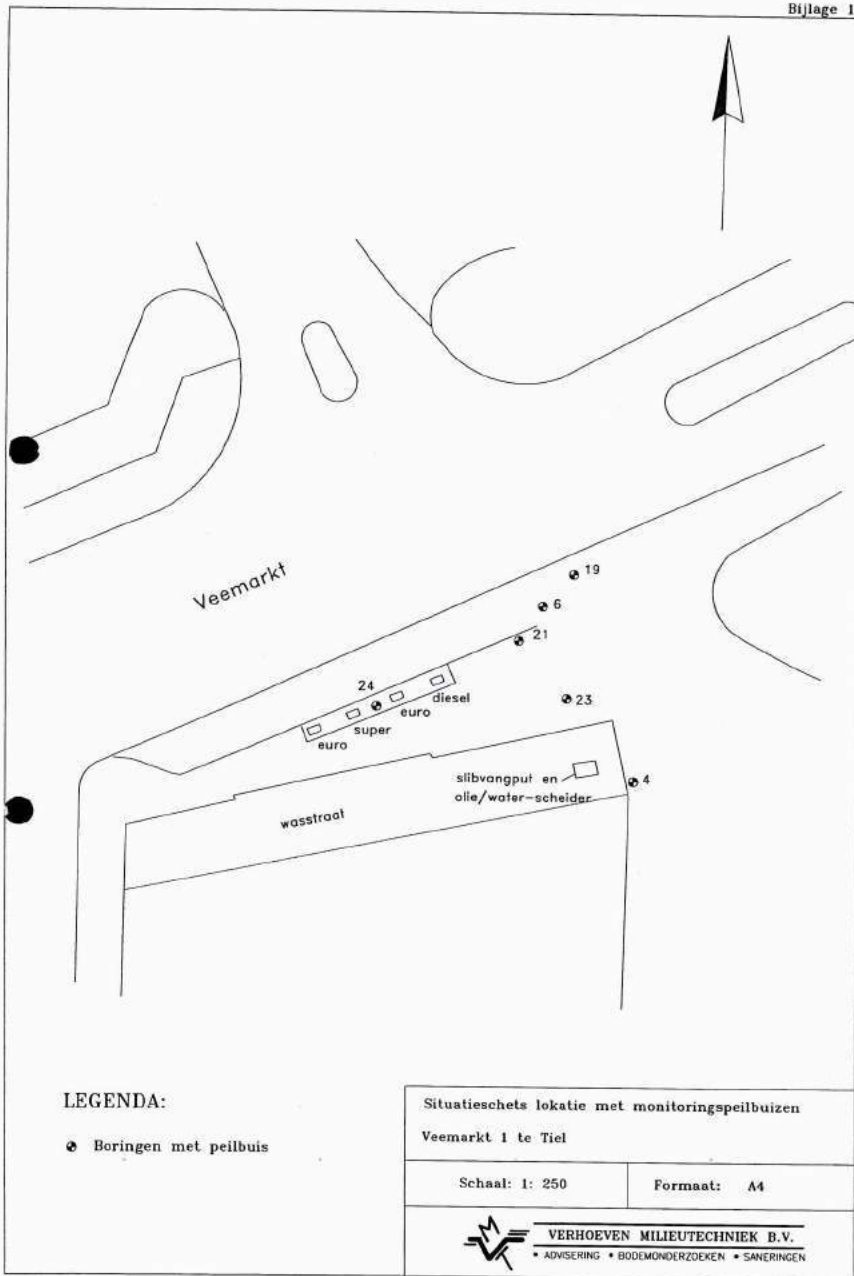 Bijlage 1
Veemarkt
19
6
21
24
diesel
23
euro
super
euro
slibvangput en
olie/water-scheider
4
wasstraat
LEGENDA:
Boringen met peilbuis
Situatieschets lokatie met monitoringspeilbuizen
Veemarkt 1 te Tiel
Schaal: 1: 250
Formaat: A4
VERHOEVEN MILIEUTECHNIEK B.V.
• ADVISERING • BODEMONDERZOEKEN • SANERINGEN